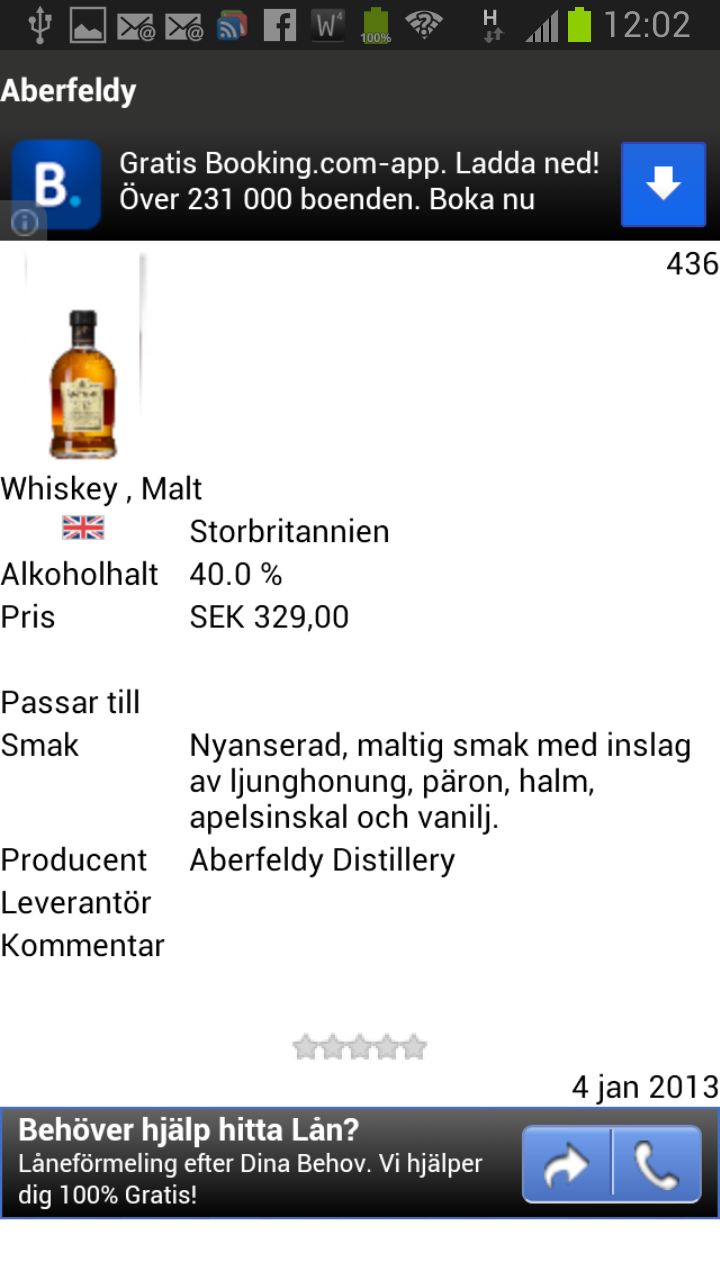 100%
W4
H
12:02
Aberfeldy
B.
Gratis Booking.com-app. Ladda ned!
Över 231 000 boenden. Boka nu
436
Whiskey , Malt
Storbritannien
Alkoholhalt 40.0 %
Pris SEK 329,00
Passar till
Smak Nyanserad, maltig smak med inslag
av ljunghonung, päron, halm,
apelsinskal och vanilj.
Producent Aberfeldy Distillery
Leverantör
Kommentar
4 jan 2013
Behöver hjälp hitta Lån?
Låneförmeling efter Dina Behov. Vi hjälper
dig 100% Gratis!